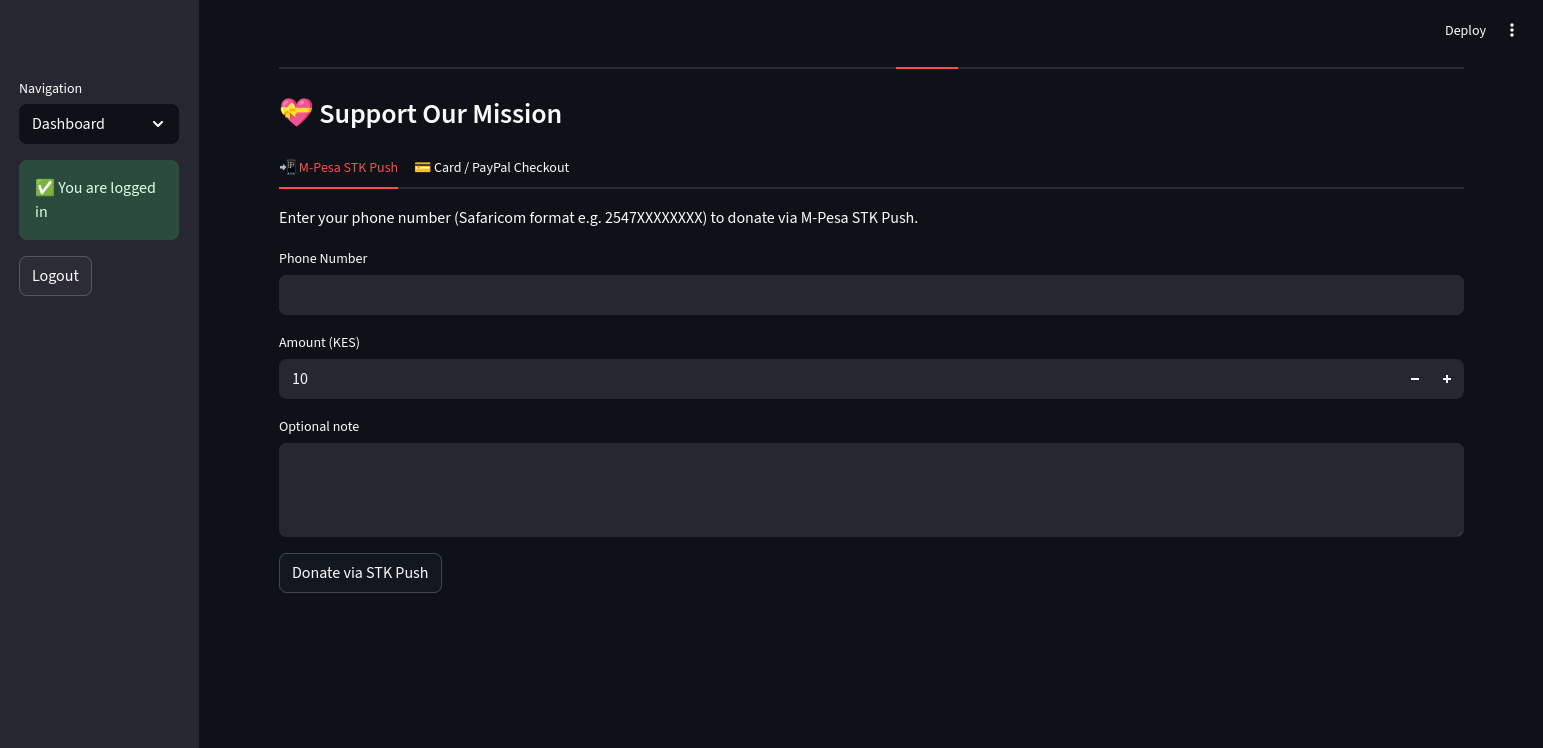 Deploy
Navigation
Dashboard
✅ You are logged
in
Logout
💝 Support Our Mission
📲 M-Pesa STK Push 💳 Card / PayPal Checkout
Enter your phone number (Safaricom format e.g. 2547XXXXXXXX) to donate via M-Pesa STK Push.
Phone Number
Amount (KES)
10
Optional note
Donate via STK Push